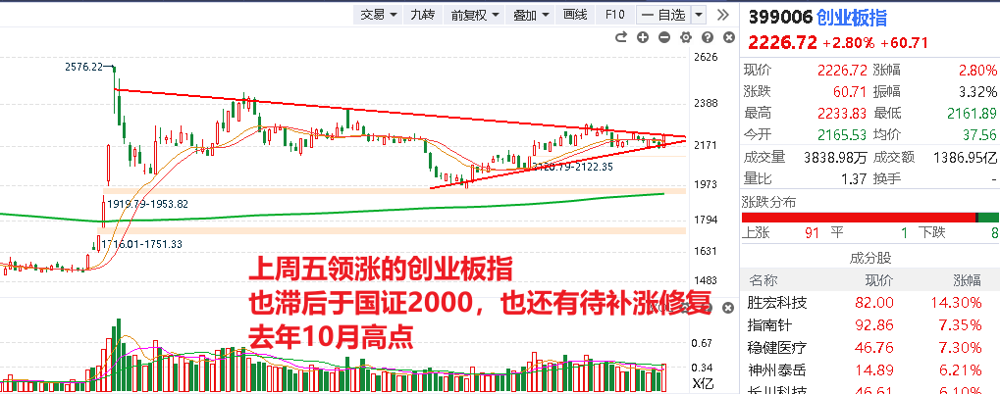 交易 九转 前复权 叠加 画线 F10 一 自选
399006 创业板指
2226.72 +2.80% +60.71
现价 2226.72 涨幅 2.80%
涨跌 60.71 振幅 3.32%
最高 2233.83 最低 2161.89
今开 2165.53 均价 37.56
成交量 3838.98万 成交额 1386.95亿
量比 1.37 换手 -
涨跌分布
上涨 91 平 1 下跌 8
成分股
名称 现价 涨幅
胜宏科技 82.00 14.30%
指南针 92.86 7.35%
稳健医疗 46.76 7.30%
神州泰岳 14.89 6.21%
长川科技 46.61 6.10%
2626
2388
2171
1973
1794
1631
1483
2576.22
2120.79-2122.35
1919.79-1953.82
1716.01-1751.33
上周五领涨的创业板指
也滞后于国证2000，也还有待补涨修复
去年10月高点
0.67
0.34
X亿